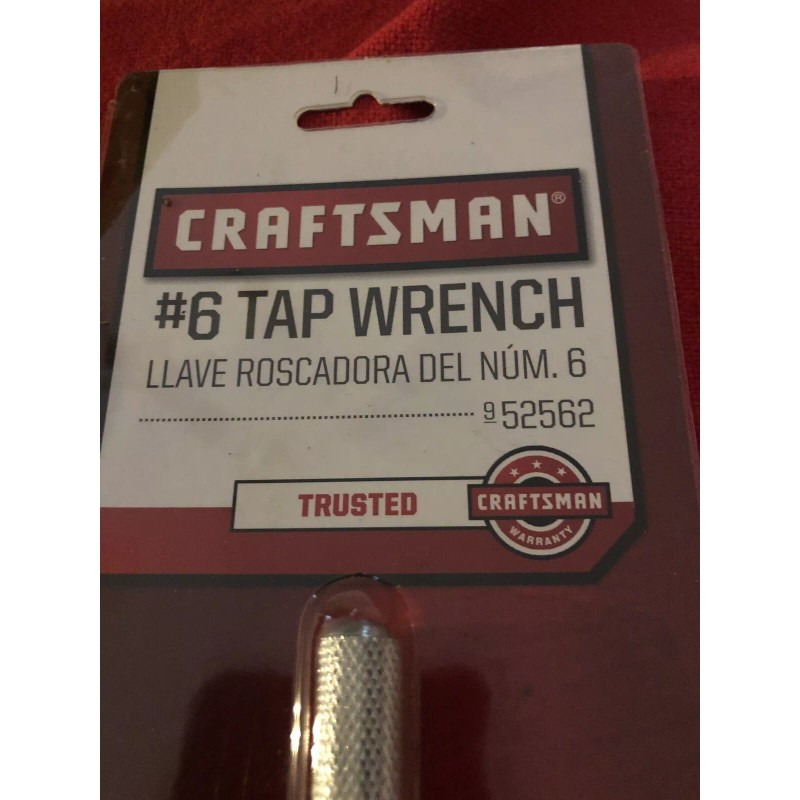 CRAFTSMAN®
#6 TAP WRENCH
LLAVE ROSCADORA DEL NÚM. 6
9 52562
TRUSTED
CRAFTSMAN
WARRANTY